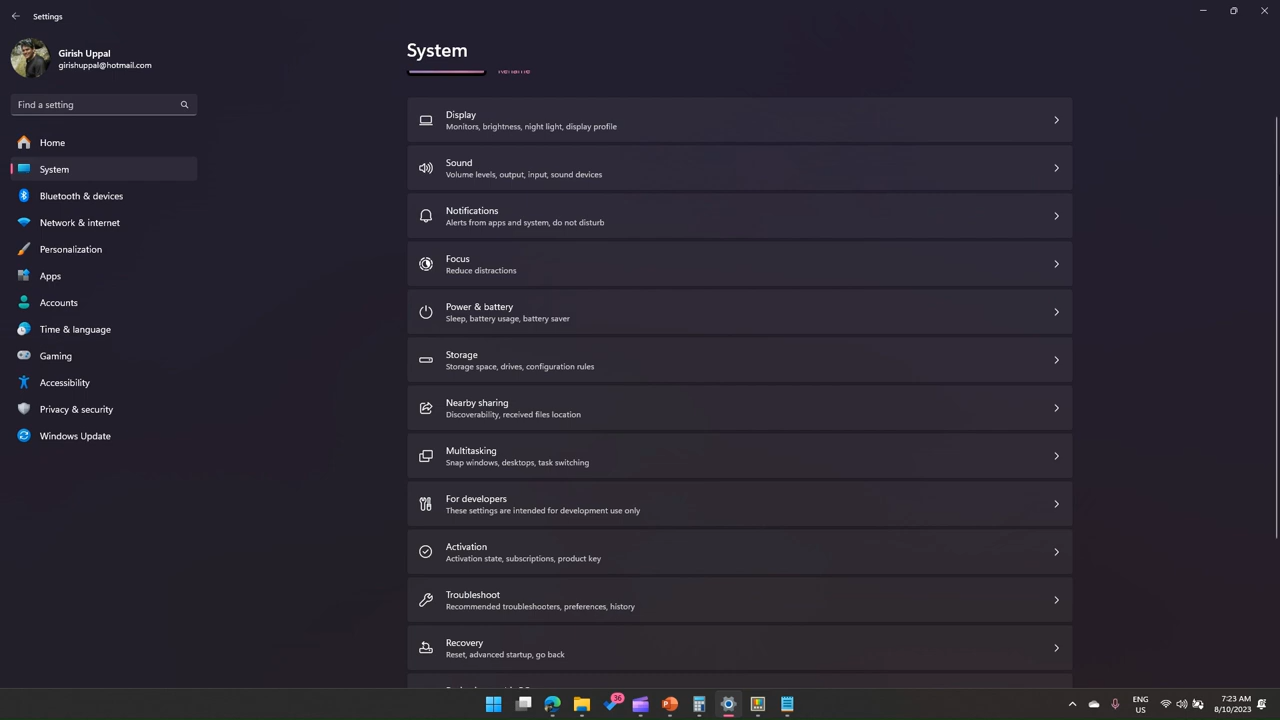 Settings
Girish Uppal
girishuppal@hotmail.com
Find a setting
Home
System
Bluetooth & devices
Network & internet
Personalization
Apps
Accounts
Time & language
Gaming
Accessibility
Privacy & security
Windows Update
System
Display
Monitors, brightness, night light, display profile
Sound
Volume levels, output, input, sound devices
Notifications
Alerts from apps and system, do not disturb
Focus
Reduce distractions
Power & battery
Sleep, battery usage, battery saver
Storage
Storage space, drives, configuration rules
Nearby sharing
Discoverability, received files location
Multitasking
Snap windows, desktops, task switching
For developers
These settings are intended for development use only
Activation
Activation state, subscriptions, product key
Troubleshoot
Recommended troubleshooters, preferences, history
Recovery
Reset, advanced startup, go back
36
ENG
US
23 AM
8/10/2023